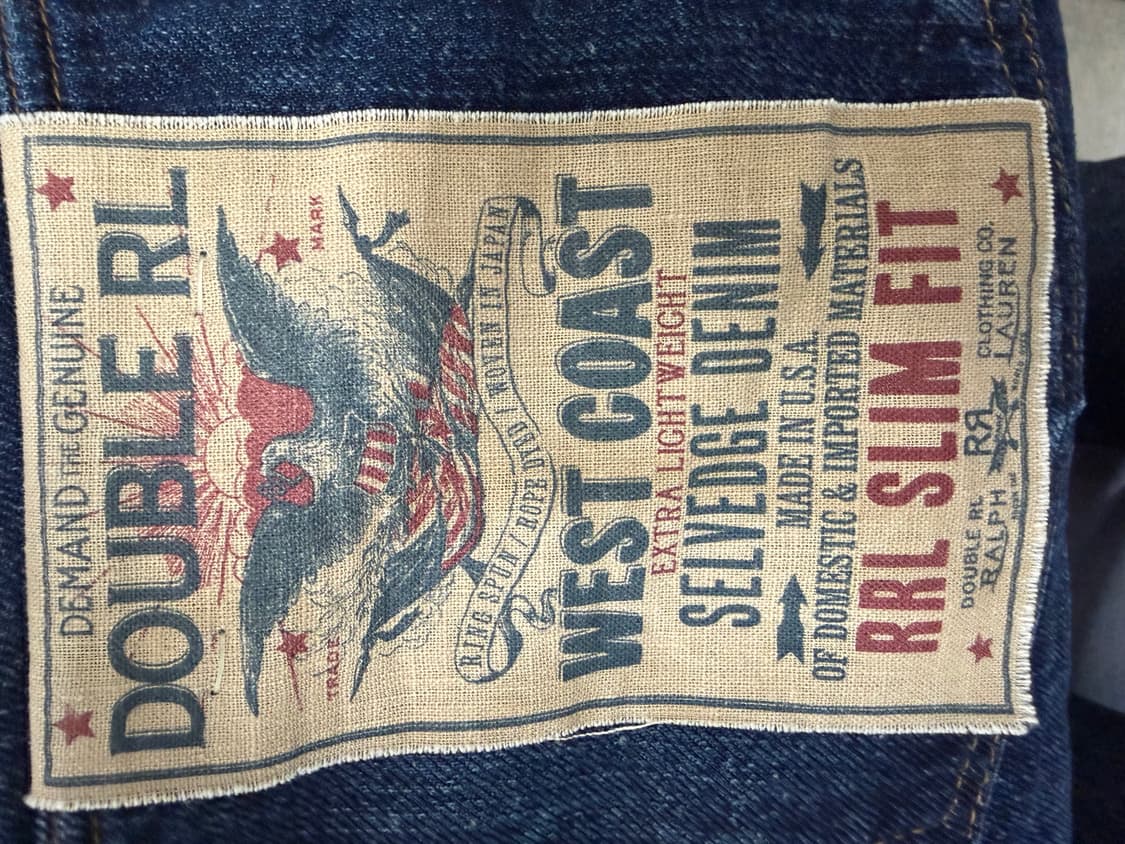 DEMAND THE GENUINE
DOUBLE RL
TRADE MARK
RING SPUN / ROPE DYED / WOVEN IN JAPAN
WEST COAST
EXTRA LIGHTWEIGHT
SELVEDGE DENIM
MADE IN U.S.A.
OF DOMESTIC & IMPORTED MATERIALS
RRL SLIM FIT
DOUBLE RL RRL CLOTHING CO.
RALPH LAUREN